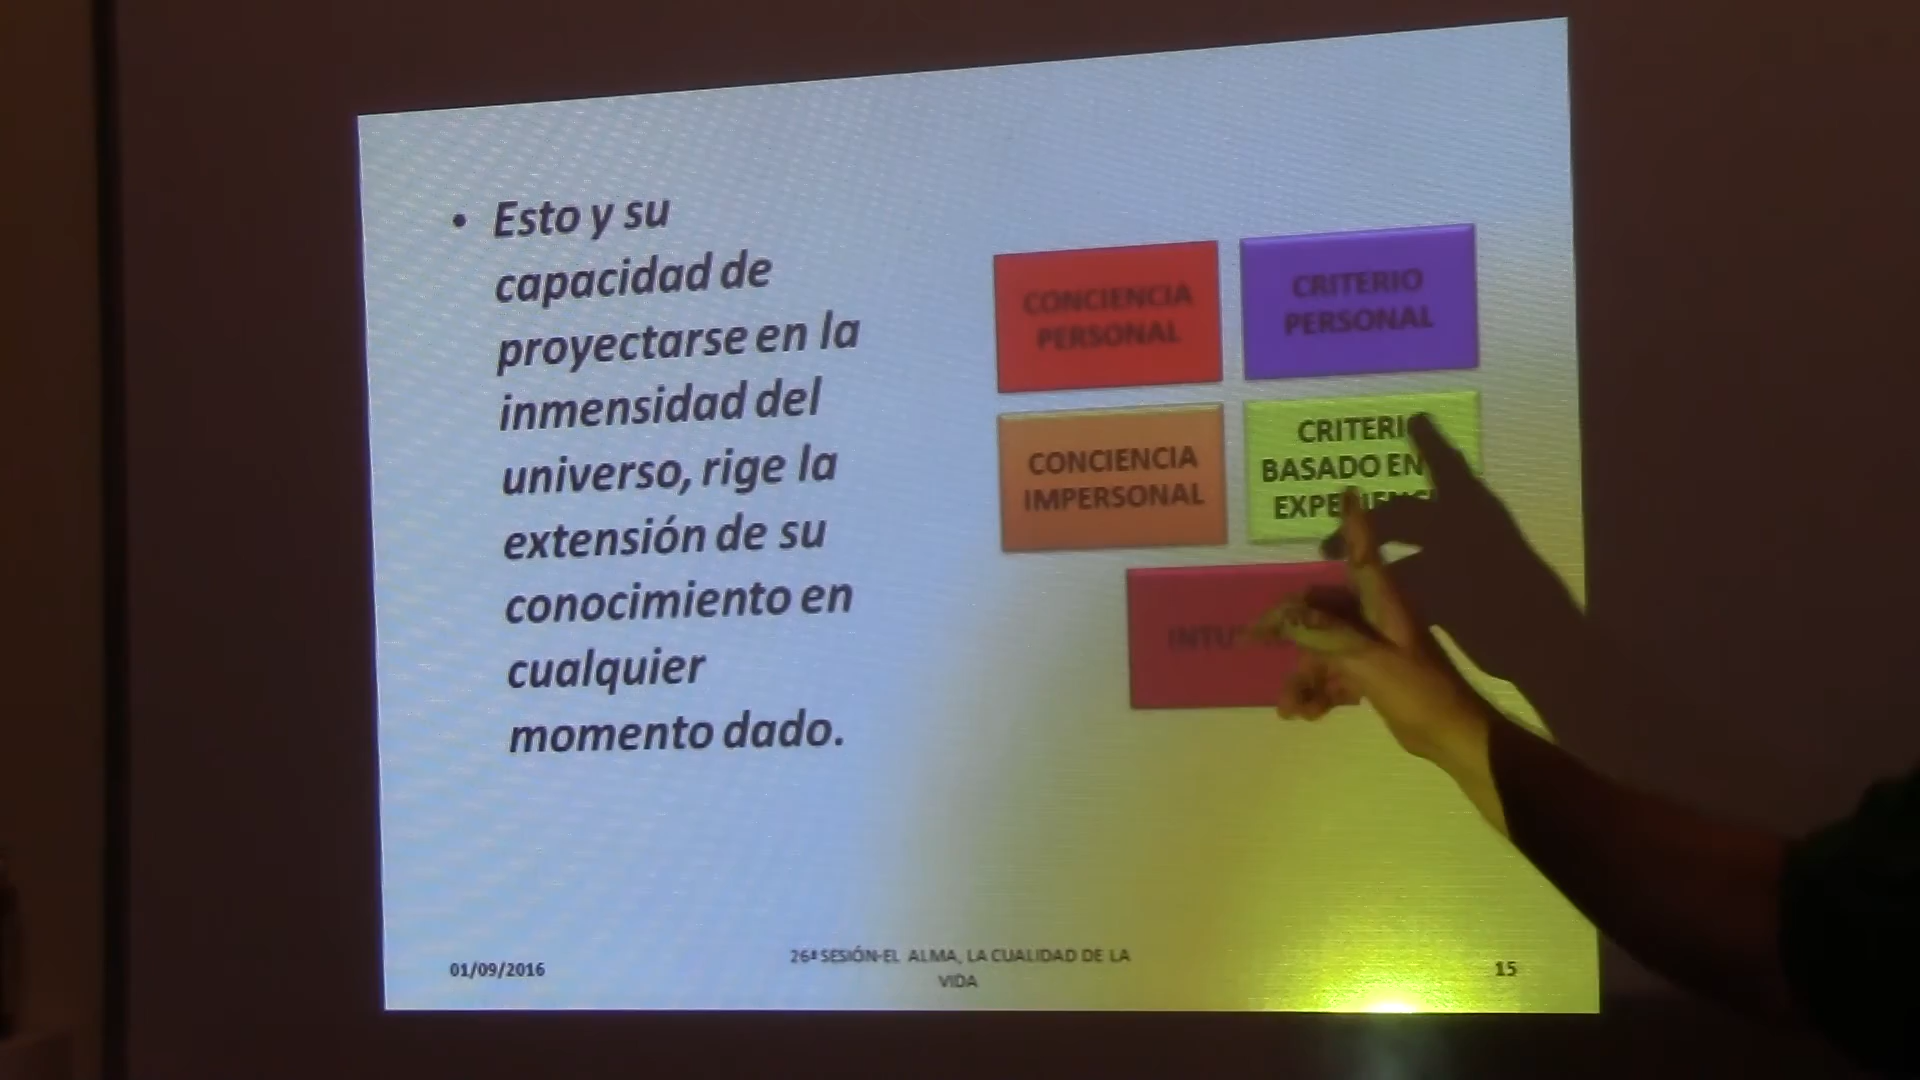 • Esto y su
capacidad de
proyectarse en la
inmensidad del
universo, rige la
extensión de su
conocimiento en
cualquier
momento dado.
CONCIENCIA
PERSONAL
CRITERIO
PERSONAL
CONCIENCIA
IMPERSONAL
CRITERIO
BASADO EN
01/09/2016
26ª SESIÓN-EL ALMA, LA CUALIDAD DE LA
VIDA
15